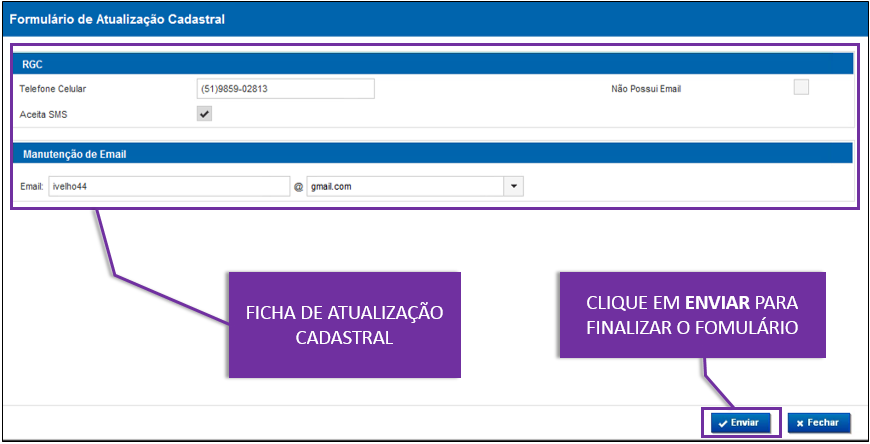 Formulário de Atualização Cadastral
RGC
Telefone Celular (51)9859-02813 Não Possui Email
Aceita SMS
Manutenção de Email
Email: ivelho44 @ gmail.com
FICHA DE ATUALIZAÇÃO
CADASTRAL
CLIQUE EM ENVIAR PARA
FINALIZAR O FOMULÁRIO
Enviar Fechar